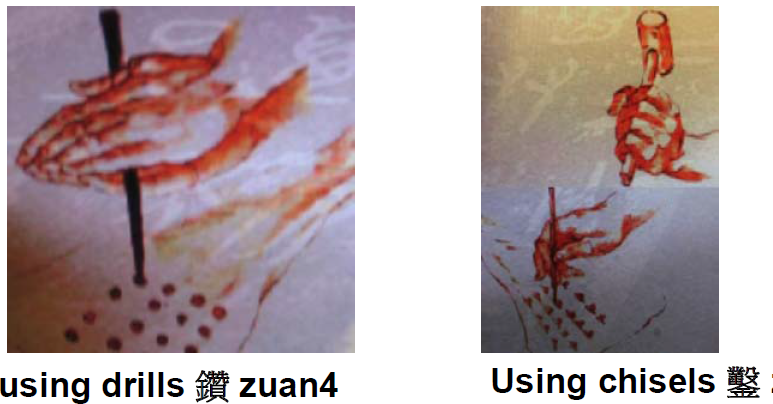 using drills 鑽 zuan4
Using chisels 鑿